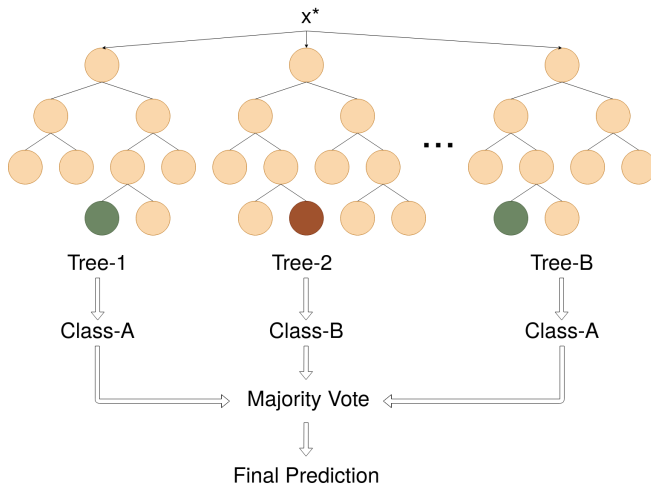 x*
...
Tree-1 Tree-2 Tree-B
Class-A Class-B Class-A
Majority Vote
Final Prediction